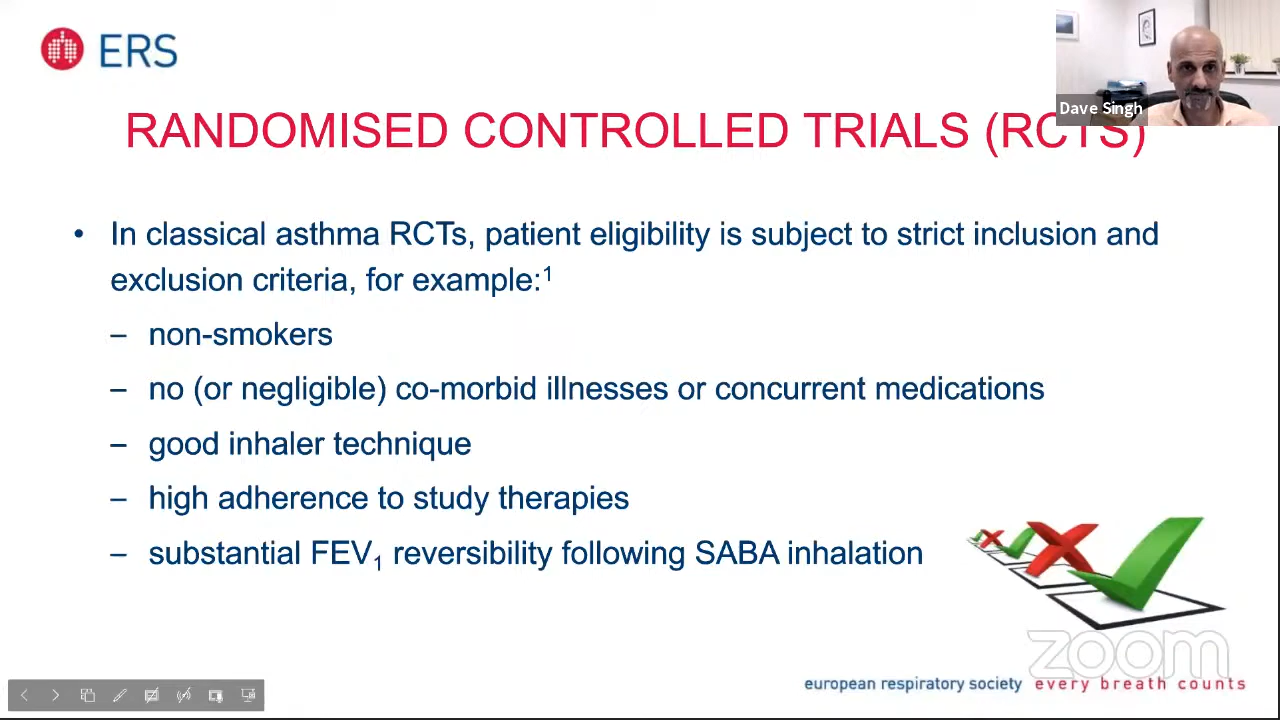 ERS
Dave Singh
RANDOMISED CONTROLLED TRIALS (RCTS)
• In classical asthma RCTs, patient eligibility is subject to strict inclusion and
exclusion criteria, for example:¹
– non-smokers
– no (or negligible) co-morbid illnesses or concurrent medications
– good inhaler technique
– high adherence to study therapies
– substantial FEV₁ reversibility following SABA inhalation
zoom
european respiratory society every breath counts